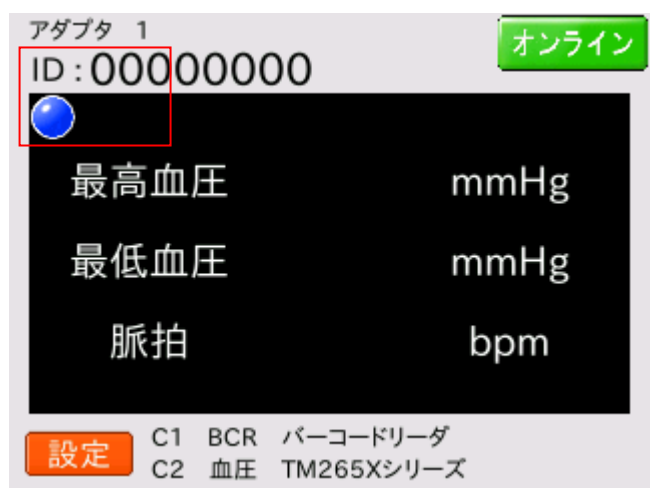 アダプタ 1
オンライン
ID : 00000000
最高血圧 mmHg
最低血圧 mmHg
脈拍 bpm
設定
C1 BCR バーコードリーダ
C2 血圧 TM265Xシリーズ